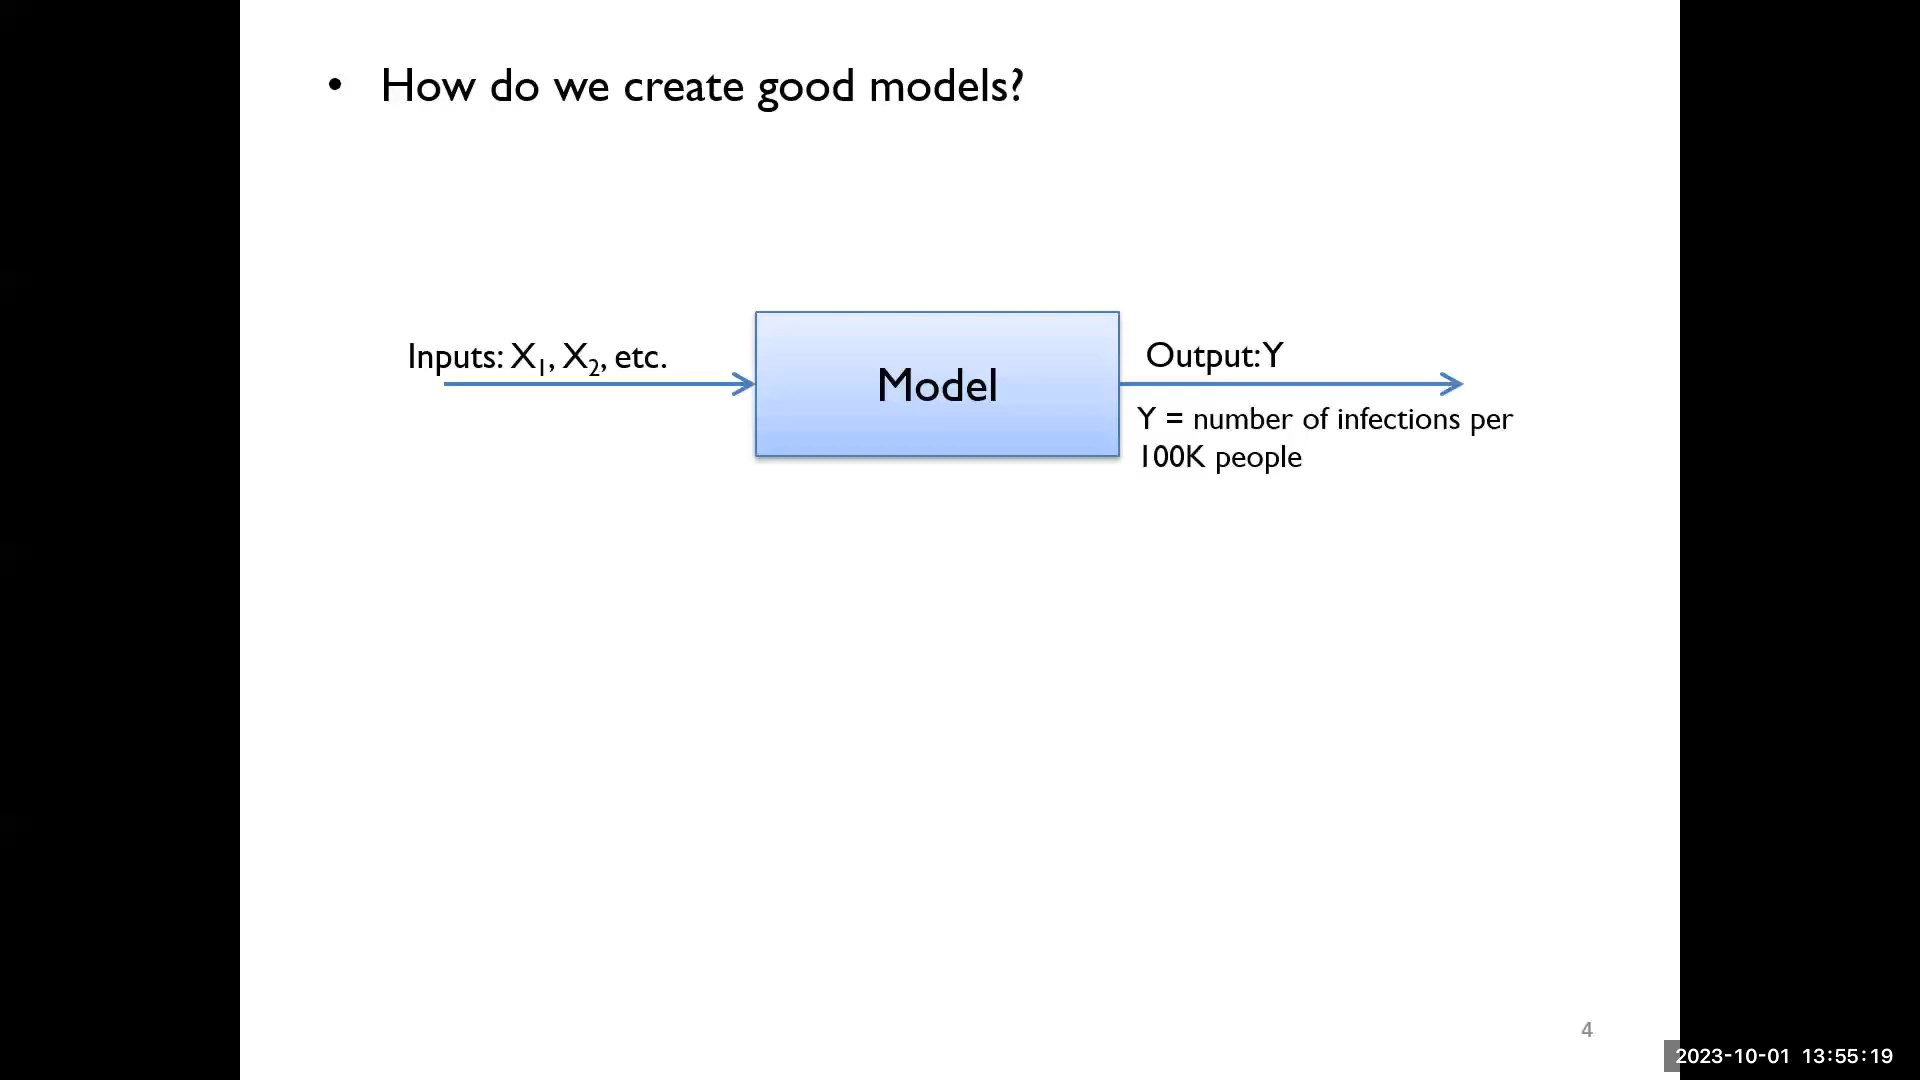 • How do we create good models?
Inputs: X₁, X₂, etc.
Model
Output: Y
Y = number of infections per
100K people
4
2023-10-01 13:55:19